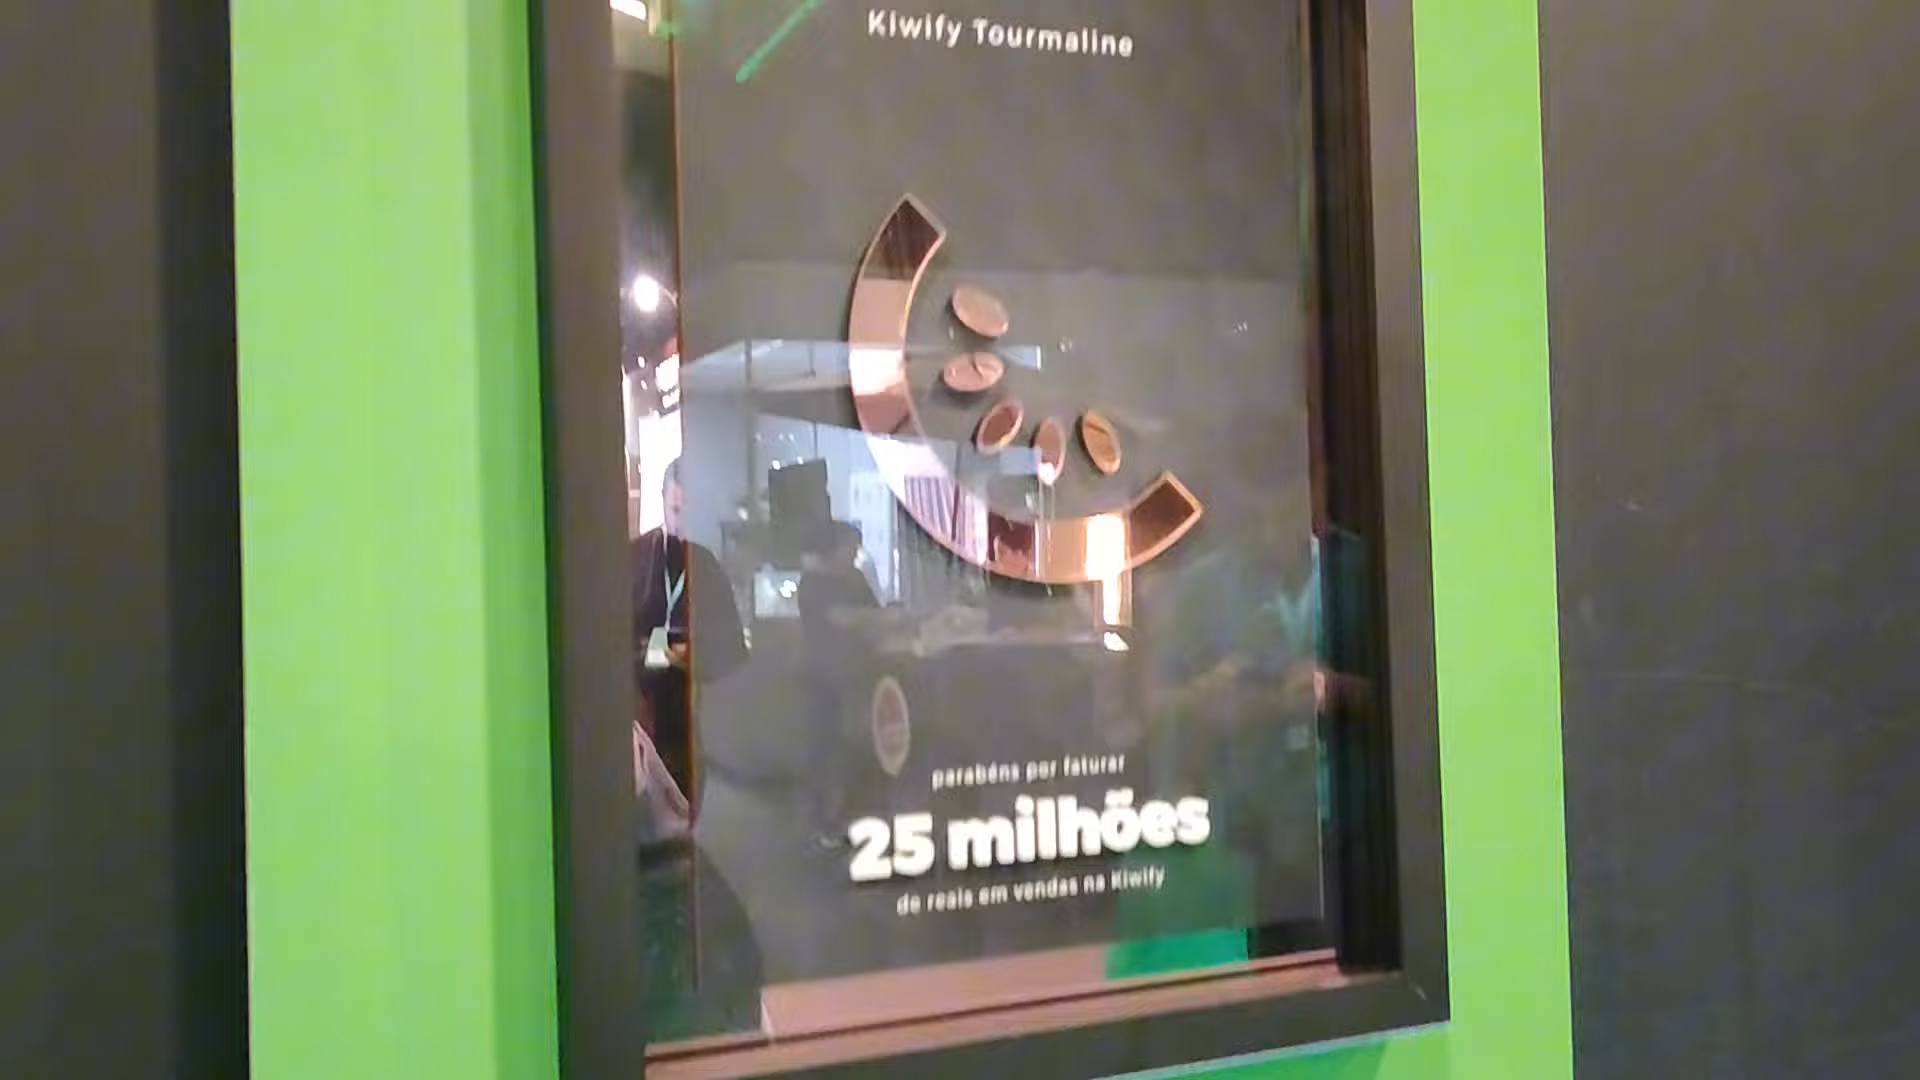 Kiwify Tourmaline
parabéns por faturar
25 milhões
de reais em vendas na Kiwify